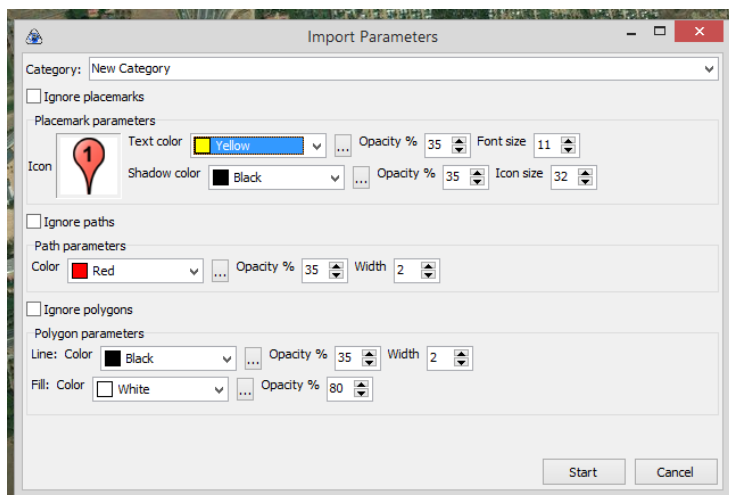 Import Parameters
Category: New Category
Ignore placemarks
Placemark parameters
Icon 1 Text color Yellow ... Opacity % 35 Font size 11
Shadow color Black ... Opacity % 35 Icon size 32
Ignore paths
Path parameters
Color Red ... Opacity % 35 Width 2
Ignore polygons
Polygon parameters
Line: Color Black ... Opacity % 35 Width 2
Fill: Color White ... Opacity % 80
Start Cancel